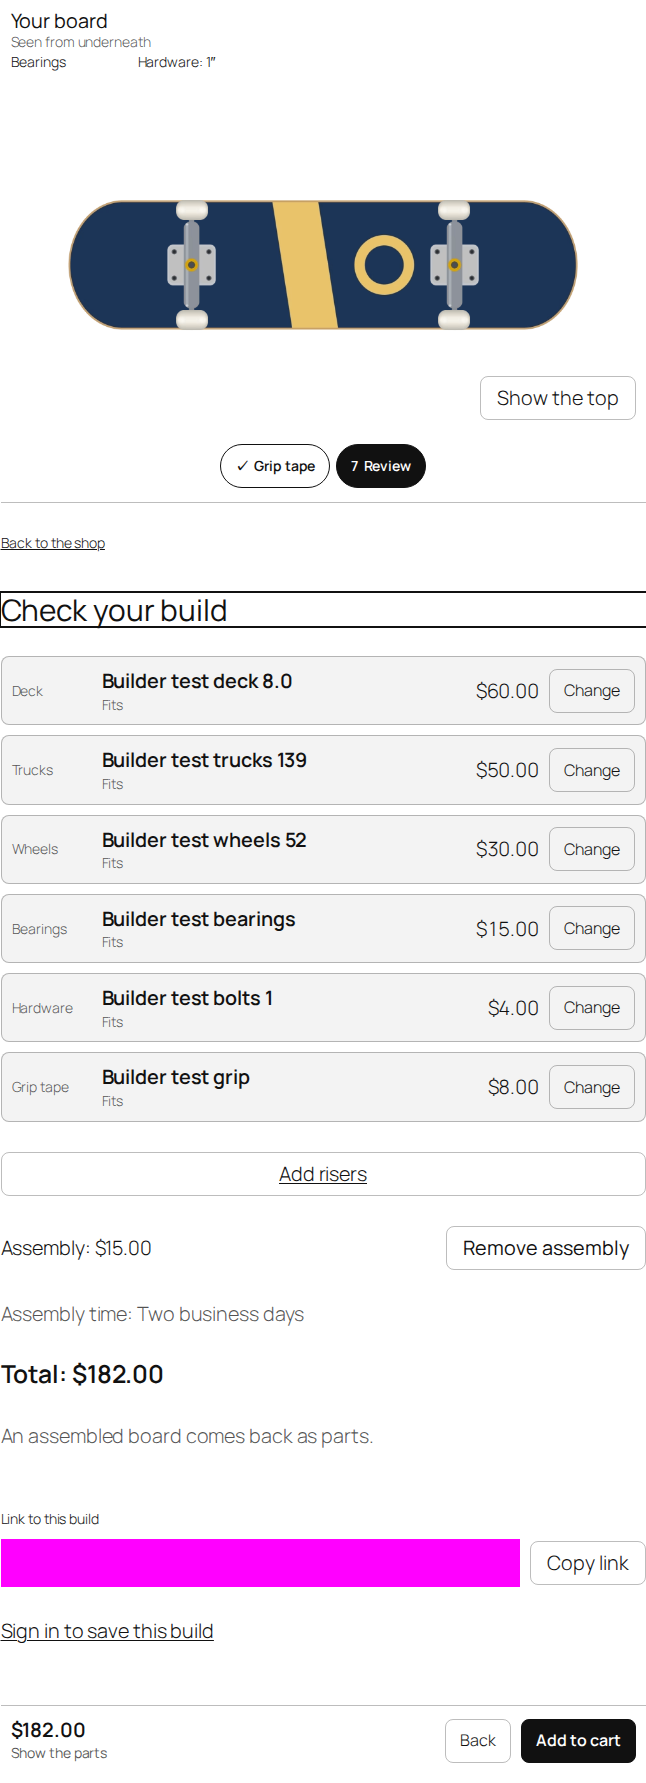 Your board
Seen from underneath
Bearings Hardware: 1″
Show the top
✓ Grip tape 7 Review
Back to the shop
Check your build
Deck Builder test deck 8.0 $60.00 Change
Fits
Trucks Builder test trucks 139 $50.00 Change
Fits
Wheels Builder test wheels 52 $30.00 Change
Fits
Bearings Builder test bearings $15.00 Change
Fits
Hardware Builder test bolts 1 $4.00 Change
Fits
Grip tape Builder test grip $8.00 Change
Fits
Add risers
Assembly: $15.00 Remove assembly
Assembly time: Two business days
Total: $182.00
An assembled board comes back as parts.
Link to this build
Copy link
Sign in to save this build
$182.00 Back Add to cart
Show the parts